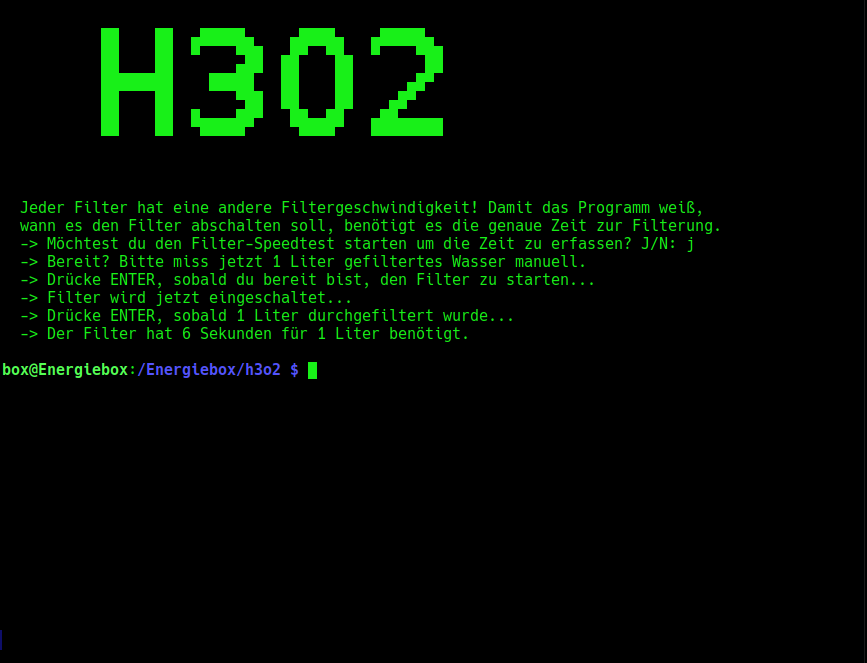 H3O2
Jeder Filter hat eine andere Filtergeschwindigkeit! Damit das Programm weiß,
wann es den Filter abschalten soll, benötigt es die genaue Zeit zur Filterung.
-> Möchtest du den Filter-Speedtest starten um die Zeit zu erfassen? J/N: j
-> Bereit? Bitte miss jetzt 1 Liter gefiltertes Wasser manuell.
-> Drücke ENTER, sobald du bereit bist, den Filter zu starten...
-> Filter wird jetzt eingeschaltet...
-> Drücke ENTER, sobald 1 Liter durchgefiltert wurde...
-> Der Filter hat 6 Sekunden für 1 Liter benötigt.
box@Energiebox:/Energiebox/h3o2 $